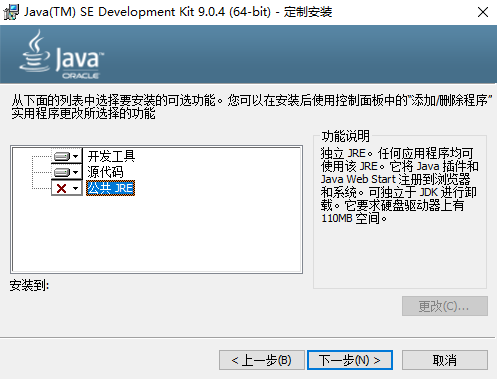 Java(TM) SE Development Kit 9.0.4 (64-bit) - 定制安装
Java
ORACLE
从下面的列表中选择要安装的可选功能。您可以在安装后使用控制面板中的“添加/删除程序”
实用程序更改所选择的功能
开发工具
源代码
公共 JRE
功能说明
独立 JRE。任何应用程序均可
使用该 JRE。它将 Java 插件和
Java Web Start 注册到浏览器
和系统。可独立于 JDK 进行卸
载。它要求硬盘驱动器上有
110MB 空间。
安装到:
更改(C)...
< 上一步(B)
下一步(N) >
取消